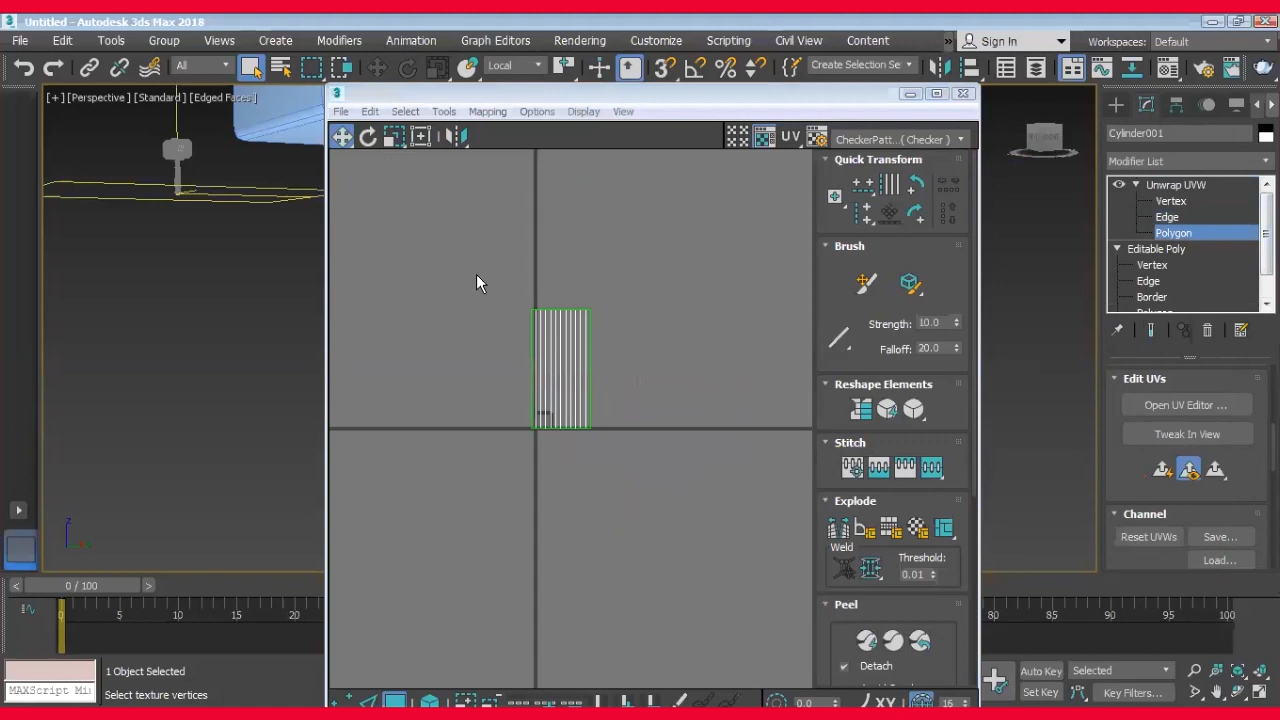 Untitled - Autodesk 3ds Max 2018
File Edit Tools Group Views Create Modifiers Animation Graph Editors Rendering Customize Scripting Civil View Content » Sign In Workspaces: Default
All Local Create Selection Se
[+] [Perspective] [Standard] [Edged Faces]
File Edit Select Tools Mapping Options Display View
UV CheckerPatt... ( Checker )
Quick Transform
Brush
Strength: 10.0
Falloff: 20.0
Reshape Elements
Stitch
Explode
Weld
Threshold:
0.01
Peel
Detach
0.0 XY 16
Cylinder001
Modifier List
Unwrap UVW
Vertex
Edge
Polygon
Editable Poly
Vertex
Edge
Border
Edit UVs
Open UV Editor ...
Tweak In View
Channel
Reset UVWs Save...
Load...
z
< 0 / 100 >
0 5 10 15 20 80 85 90 95 100
1 Object Selected
MAXScript Mi
Select texture vertices
Auto Key Selected
Set Key Key Filters...